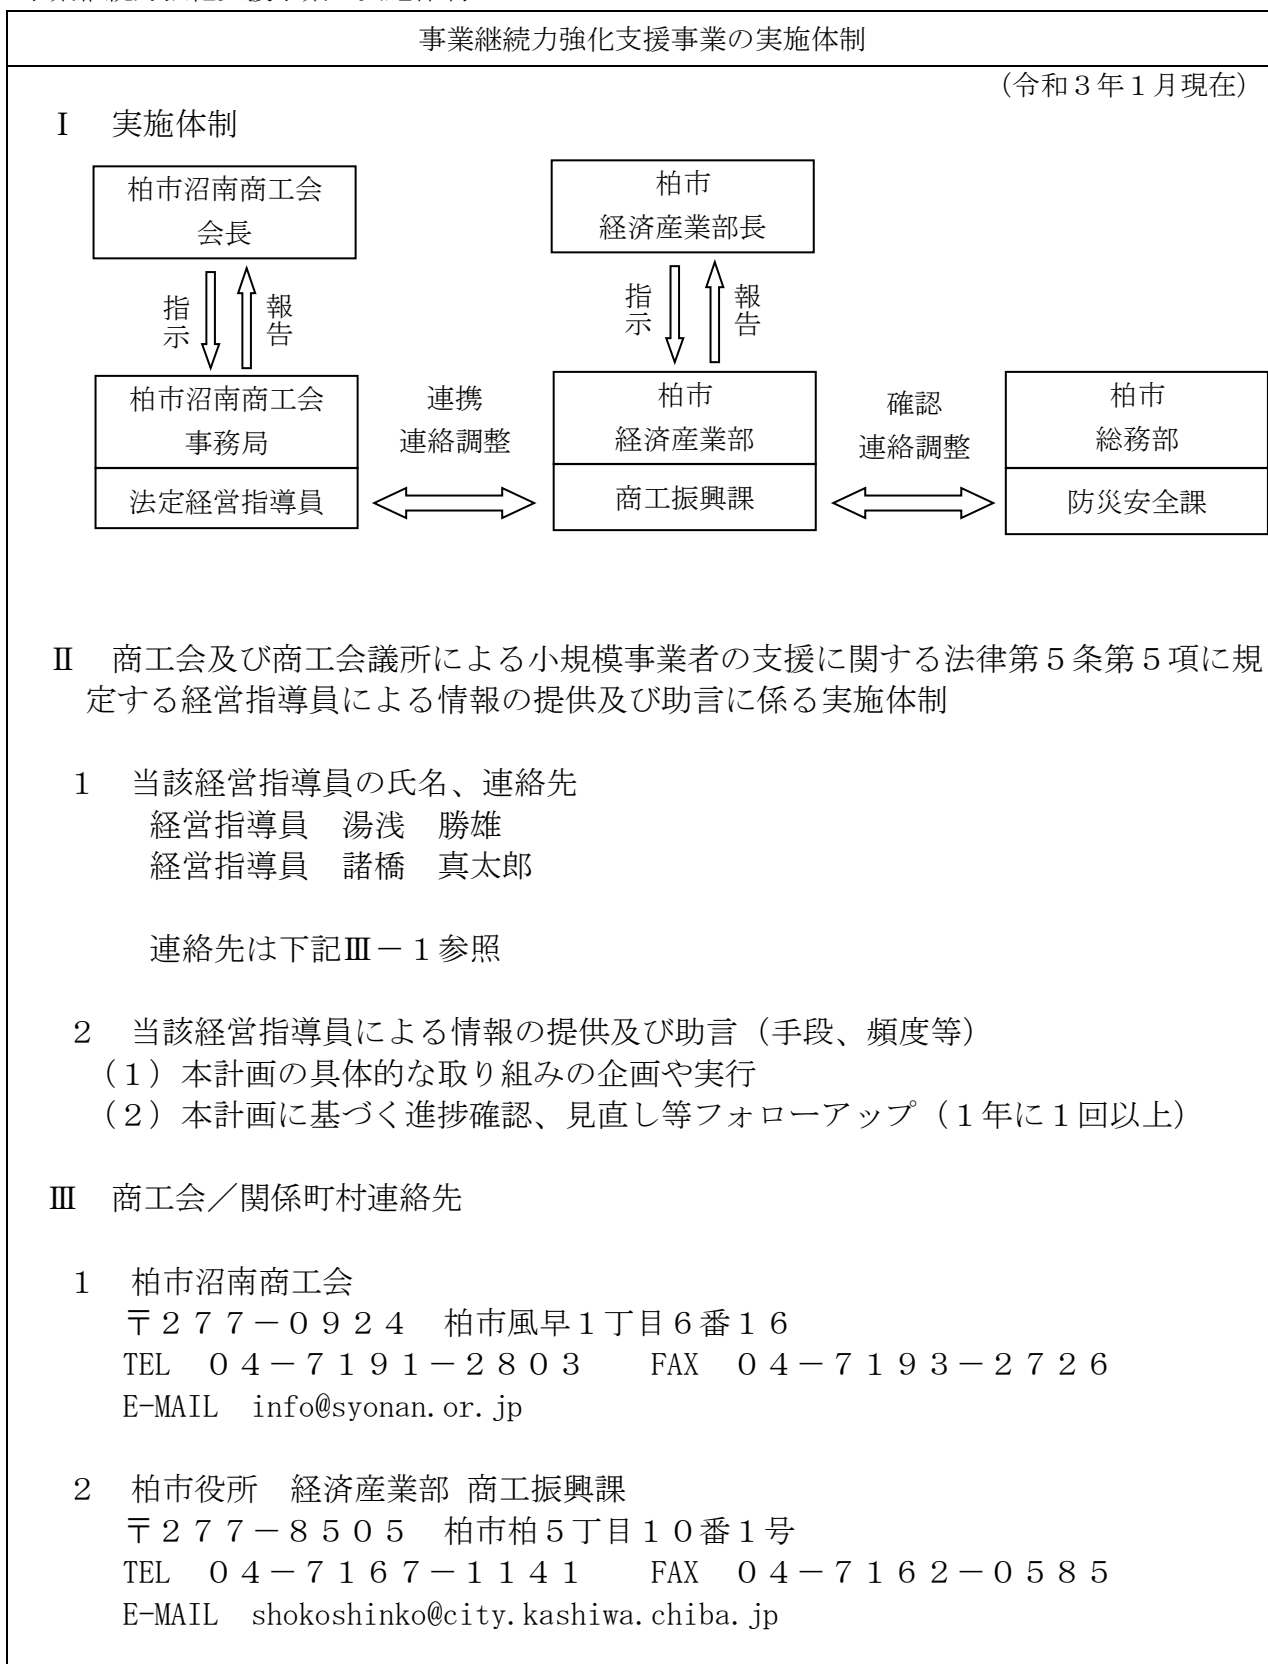 事業継続力強化支援事業の実施体制
(令和３年１月現在)
Ⅰ　実施体制
柏市沼南商工会
会長
柏市
経済産業部長
指示
報告
指示
報告
柏市沼南商工会
事務局
法定経営指導員
連携
連絡調整
柏市
経済産業部
商工振興課
確認
連絡調整
柏市
総務部
防災安全課
Ⅱ　商工会及び商工会議所による小規模事業者の支援に関する法律第５条第５項に規
定する経営指導員による情報の提供及び助言に係る実施体制
１　当該経営指導員の氏名、連絡先
経営指導員　湯浅　勝雄
経営指導員　諸橋　真太郎
連絡先は下記Ⅲ－１参照
２　当該経営指導員による情報の提供及び助言（手段、頻度等）
（１）本計画の具体的な取り組みの企画や実行
（２）本計画に基づく進捗確認、見直し等フォローアップ（１年に１回以上）
Ⅲ　商工会／関係町村連絡先
１　柏市沼南商工会
〒２７７－０９２４　柏市風早１丁目６番１６
TEL　０４－７１９１－２８０３　　FAX　０４－７１９３－２７２６
E-MAIL　info@syonan.or.jp
２　柏市役所　経済産業部 商工振興課
〒２７７－８５０５　柏市柏５丁目１０番１号
TEL　０４－７１６７－１１４１　　FAX　０４－７１６２－０５８５
E-MAIL　shokoshinko@city.kashiwa.chiba.jp